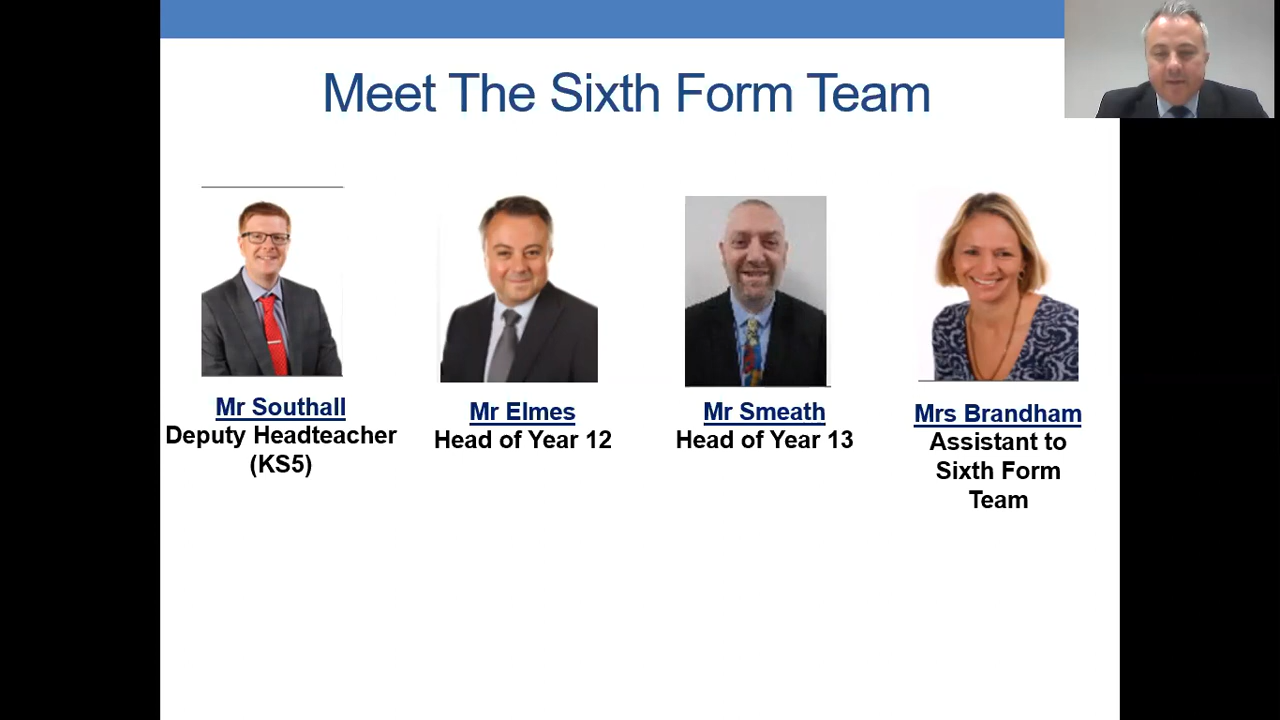 Meet The Sixth Form Team
Mr Southall
Deputy Headteacher
(KS5)
Mr Elmes
Head of Year 12
Mr Smeath
Head of Year 13
Mrs Brandham
Assistant to
Sixth Form
Team